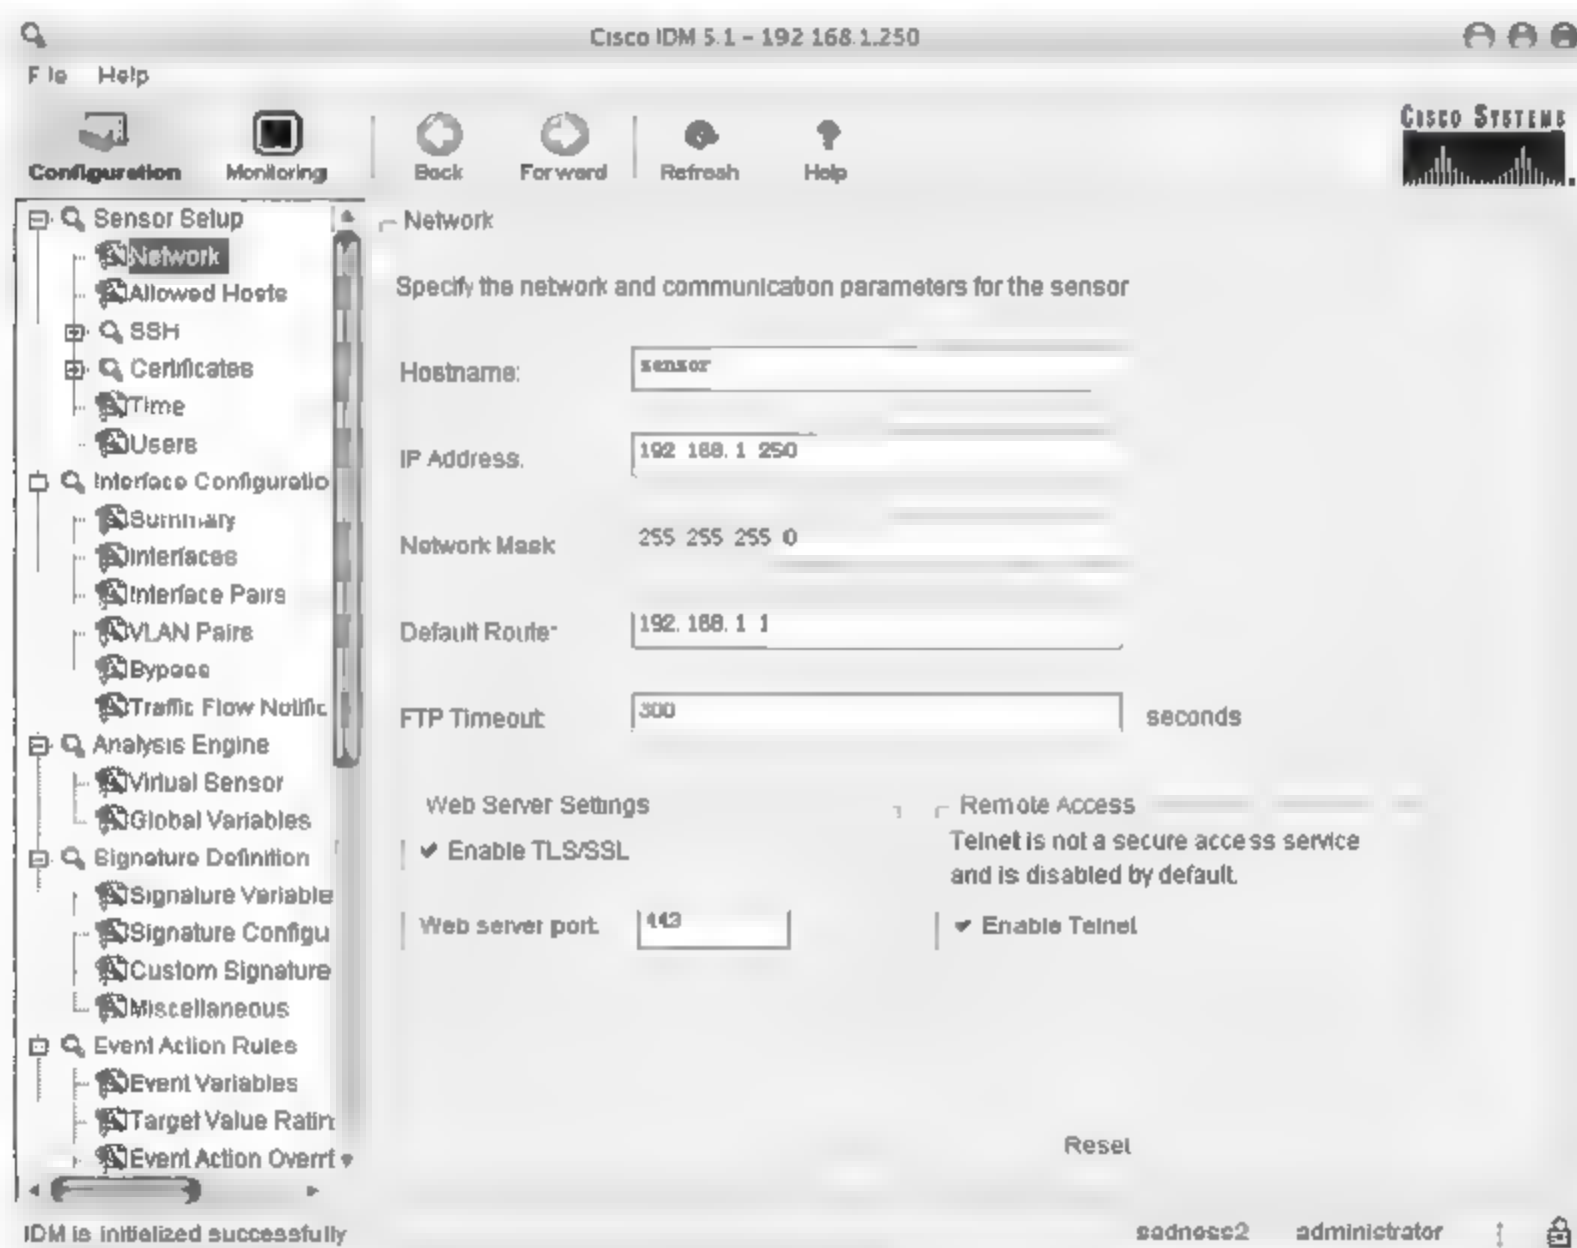 Cisco IDM 5.1 – 192.168.1.250
File Help
CISCO SYSTEMS
Configuration Monitoring Back Forward Refresh Help
Sensor Setup
Network
Allowed Hosts
SSH
Certificates
Time
Users
Interface Configuratio
Summary
Interfaces
Interface Pairs
VLAN Pairs
Bypass
Traffic Flow Notific
Analysis Engine
Virtual Sensor
Global Variables
Signature Definition
Signature Variable
Signature Configu
Custom Signature
Miscellaneous
Event Action Rules
Event Variables
Target Value Ratin
Event Action Overri
Network
Specify the network and communication parameters for the sensor
Hostname: sensor
IP Address: 192.168.1.250
Network Mask: 255.255.255.0
Default Route: 192.168.1.1
FTP Timeout: 300 seconds
Web Server Settings
Enable TLS/SSL
Web server port: 443
Remote Access
Telnet is not a secure access service
and is disabled by default.
Enable Telnet
Reset
IDM is initialized successfully sadness2 administrator